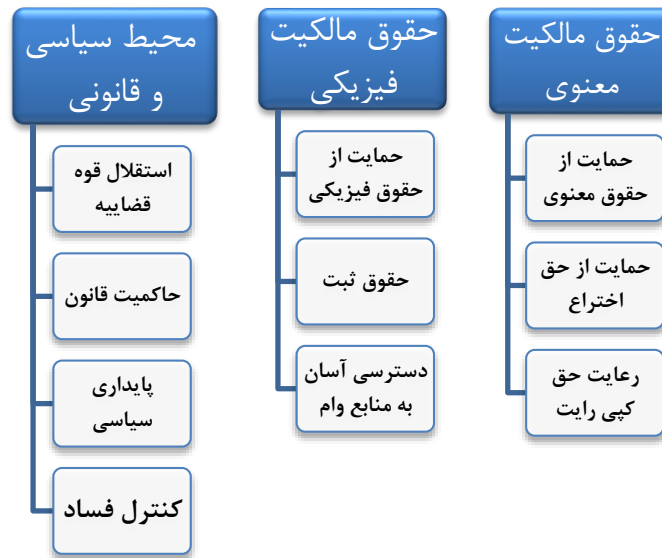 حقوق مالکیت
معنوی
حمایت از
حقوق معنوی
حمایت از حق
اختراع
رعایت حق
کپی رایت
حقوق مالکیت
فیزیکی
حمایت از
حقوق فیزیکی
حقوق ثبت
دسترسی آسان
به منابع وام
محیط سیاسی
و قانونی
استقلال قوه
قضاییه
حاکمیت قانون
پایداری
سیاسی
کنترل فساد